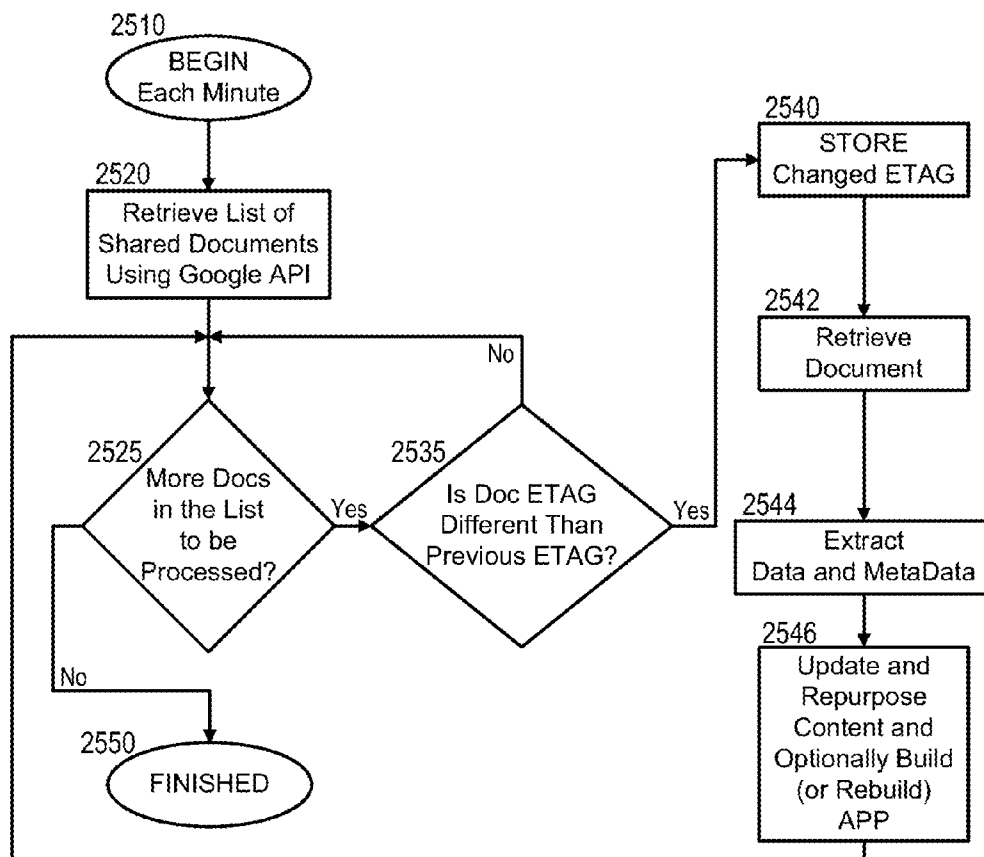 2510
BEGIN
Each Minute
2520
Retrieve List of
Shared Documents
Using Google API
2525
More Docs
in the List
to be
Processed?
Yes
No
2550
FINISHED
2535
Is Doc ETAG
Different Than
Previous ETAG?
No
Yes
2540
STORE
Changed ETAG
2542
Retrieve
Document
2544
Extract
Data and MetaData
2546
Update and
Repurpose
Content and
Optionally Build
(or Rebuild)
APP